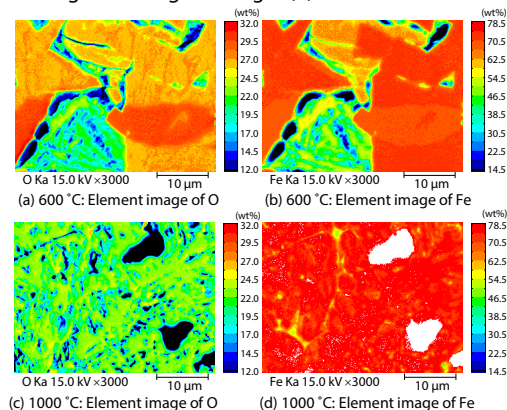 (wt%)
32.0
29.5
27.0
24.5
22.0
19.5
17.0
14.5
12.0
O Ka 15.0 kV×3000
10 μm
(a) 600 ˚C: Element image of O
(wt%)
78.5
70.5
62.5
54.5
46.5
38.5
30.5
22.5
14.5
Fe Ka 15.0 kV×3000
10 μm
(b) 600 ˚C: Element image of Fe
(wt%)
32.0
29.5
27.0
24.5
22.0
19.5
17.0
14.5
12.0
O Ka 15.0 kV×3000
10 μm
(c) 1000 ˚C: Element image of O
(wt%)
78.5
70.5
62.5
54.5
46.5
38.5
30.5
22.5
14.5
Fe Ka 15.0 kV×3000
10 μm
(d) 1000 ˚C: Element image of Fe